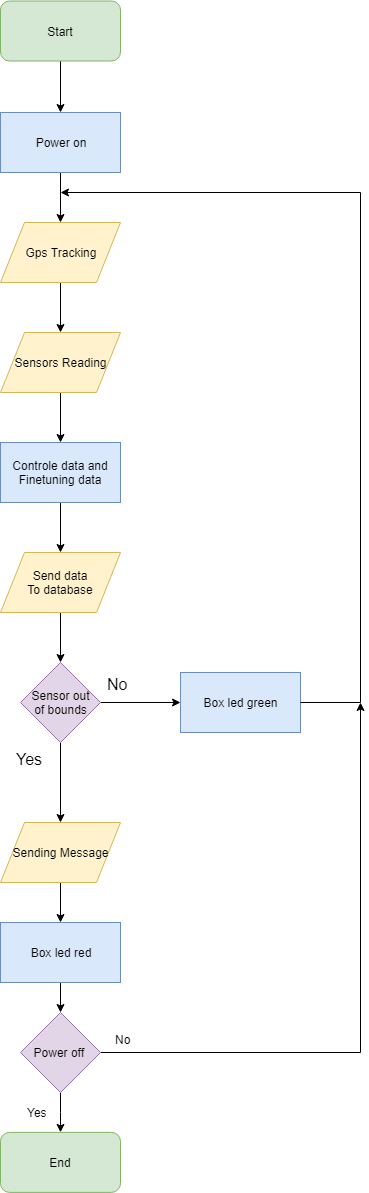 Start
Power on
Gps Tracking
Sensors Reading
Controle data and
Finetuning data
Send data
To database
Sensor out
of bounds
No
Box led green
Yes
Sending Message
Box led red
Power off
No
Yes
End